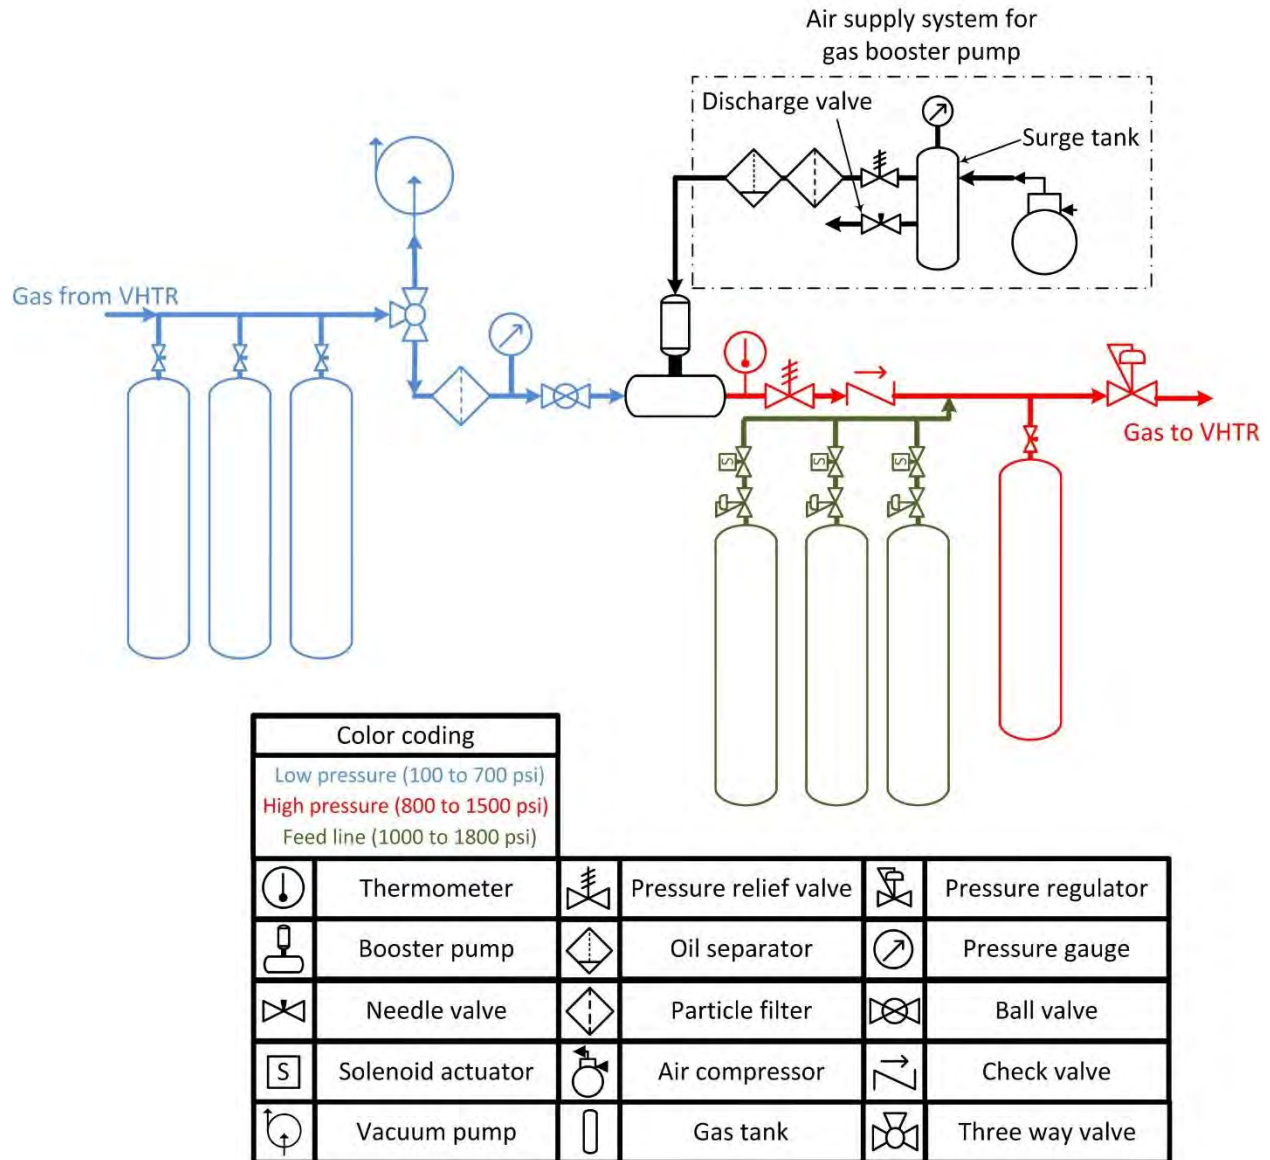 Air supply system for
gas booster pump
Discharge valve
Surge tank
Gas from VHTR
Gas to VHTR
S
S
S
Color coding
Low pressure (100 to 700 psi)
High pressure (800 to 1500 psi)
Feed line (1000 to 1800 psi)
Thermometer
Pressure relief valve
Pressure regulator
Booster pump
Oil separator
Pressure gauge
Needle valve
Particle filter
Ball valve
S
Solenoid actuator
Air compressor
Check valve
Vacuum pump
Gas tank
Three way valve